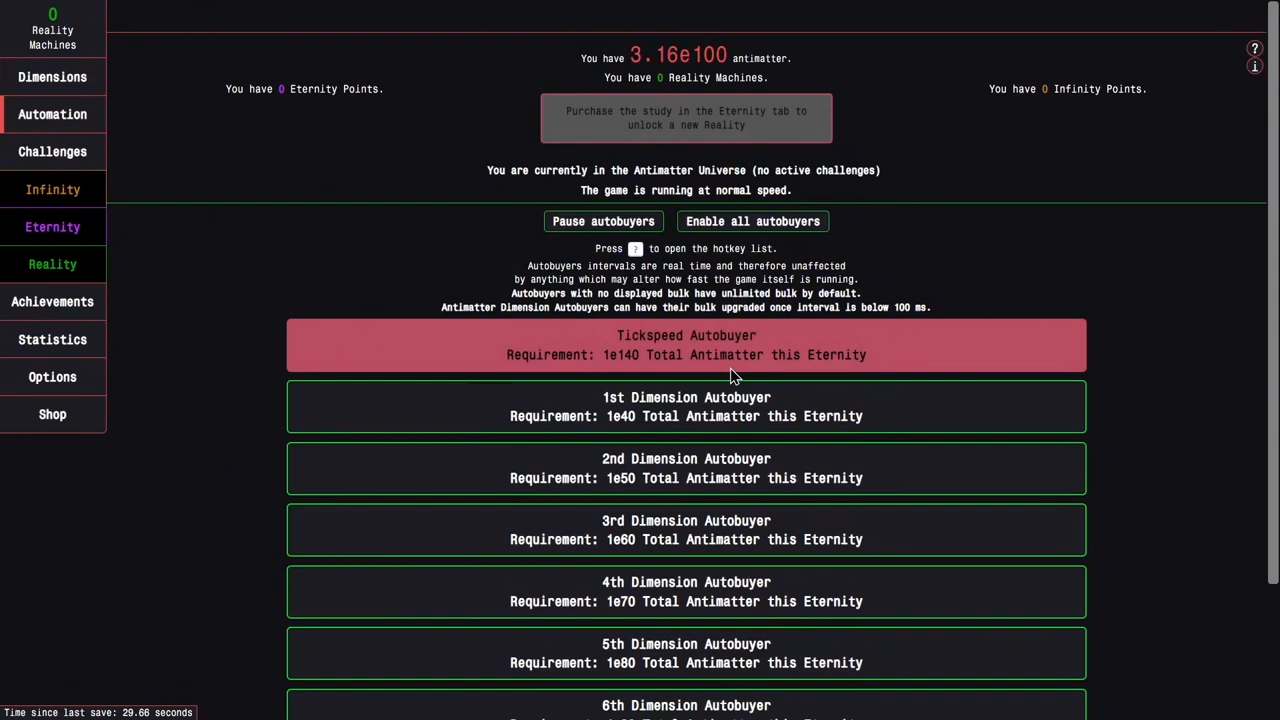 0
Reality
Machines
Dimensions
Automation
Challenges
Infinity
Eternity
Reality
Achievements
Statistics
Options
Shop
You have 3.16e100 antimatter.
You have 0 Reality Machines.
You have 0 Eternity Points.
You have 0 Infinity Points.
?
i
Purchase the study in the Eternity tab to
unlock a new Reality
You are currently in the Antimatter Universe (no active challenges)
The game is running at normal speed.
Pause autobuyers
Enable all autobuyers
Press ? to open the hotkey list.
Autobuyers intervals are real time and therefore unaffected
by anything which may alter how fast the game itself is running.
Autobuyers with no displayed bulk have unlimited bulk by default.
Antimatter Dimension Autobuyers can have their bulk upgraded once interval is below 100 ms.
Tickspeed Autobuyer
Requirement: 1e140 Total Antimatter this Eternity
1st Dimension Autobuyer
Requirement: 1e40 Total Antimatter this Eternity
2nd Dimension Autobuyer
Requirement: 1e50 Total Antimatter this Eternity
3rd Dimension Autobuyer
Requirement: 1e60 Total Antimatter this Eternity
4th Dimension Autobuyer
Requirement: 1e70 Total Antimatter this Eternity
5th Dimension Autobuyer
Requirement: 1e80 Total Antimatter this Eternity
6th Dimension Autobuyer
Time since last save: 29.66 seconds